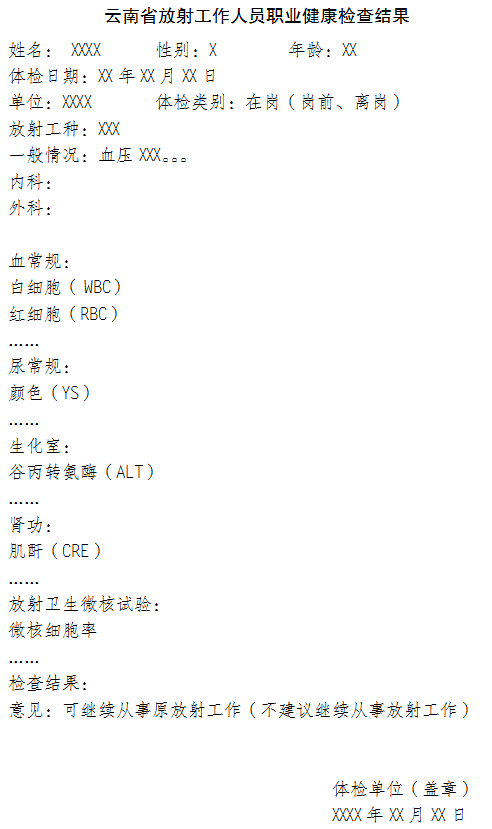 云南省放射工作人员职业健康检查结果
姓名： XXXX 性别：X 年龄：XX
体检日期：XX 年 XX 月 XX 日
单位：XXXX 体检类别：在岗（岗前、离岗）
放射工种：XXX
一般情况：血压 XXX。。。
内科：
外科：
血常规：
白细胞（ WBC）
红细胞（RBC）
……
尿常规：
颜色（YS）
……
生化室：
谷丙转氨酶（ALT）
……
肾功：
肌酐（CRE）
……
放射卫生微核试验：
微核细胞率
……
检查结果：
意见：可继续从事原放射工作（不建议继续从事放射工作）
体检单位（盖章）
XXXX 年 XX 月 XX 日